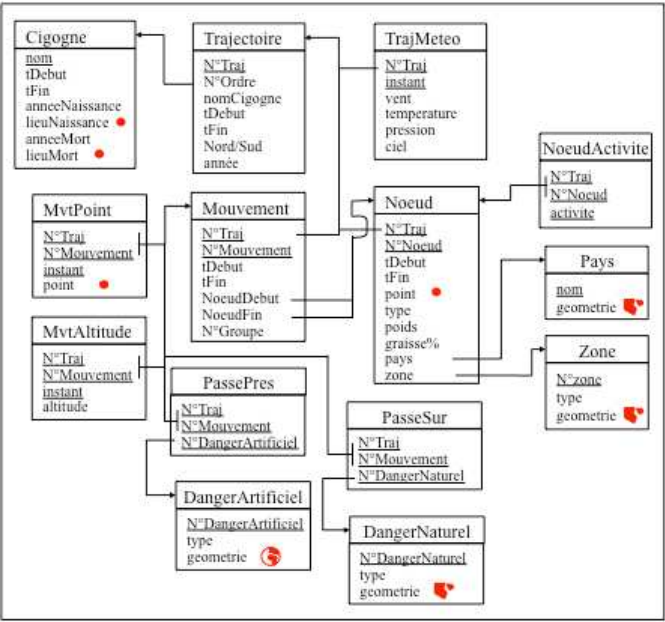 Cigogne
nom
tDebut
tFin
anneeNaissance
lieuNaissance
anneeMort
lieuMort
Trajectoire
N°Traj
N°Ordre
nomCigogne
tDebut
tFin
Nord/Sud
année
TrajMeteo
N°Traj
instant
vent
temperature
pression
ciel
NoeudActivite
N°Traj
N°Noeud
activite
MvtPoint
N°Traj
N°Mouvement
instant
point
Mouvement
N°Traj
N°Mouvement
tDebut
tFin
NoeudDebut
NoeudFin
N°Groupe
Noeud
N°Traj
N°Noeud
tDebut
tFin
point
type
poids
graisse%
pays
zone
Pays
nom
geometrie
MvtAltitude
N°Traj
N°Mouvement
instant
altitude
Zone
N°zone
type
geometrie
PassePres
N°Traj
N°Mouvement
N°DangerArtificiel
PasseSur
N°Traj
N°Mouvement
N°DangerNaturel
DangerArtificiel
N°DangerArtificiel
type
geometrie
DangerNaturel
N°DangerNaturel
type
geometrie